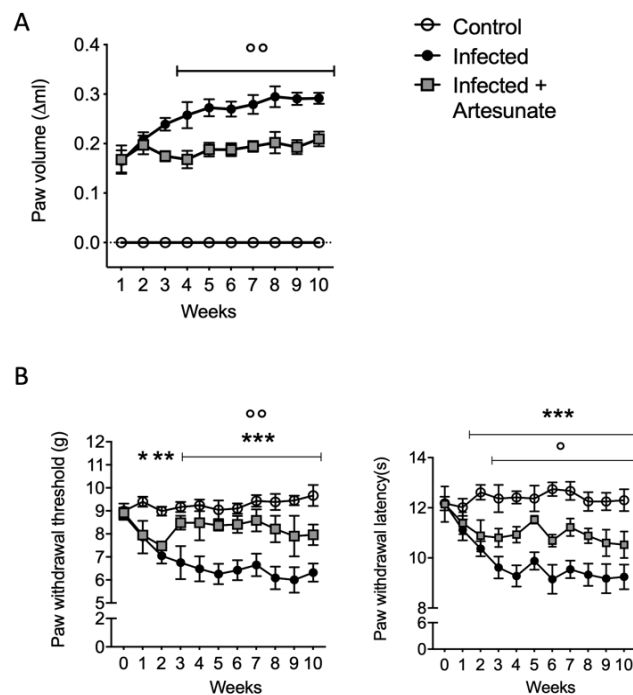 A
Control
Infected
Infected +
Artesunate
Paw volume (Δml)
0.4
0.3
0.2
0.1
0.0
1 2 3 4 5 6 7 8 9 10
Weeks
B
Paw withdrawal threshold (g)
* ** ***
12
11
10
9
8
7
6
5
2
0
0 1 2 3 4 5 6 7 8 9 10
Weeks
Paw withdrawal latency(s)
***
14
12
10
8
6
0
0 1 2 3 4 5 6 7 8 9 10
Weeks